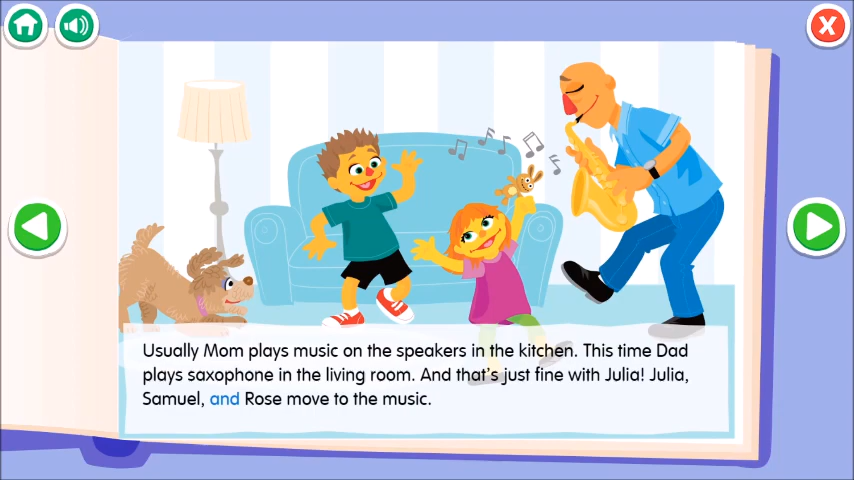 Usually Mom plays music on the speakers in the kitchen. This time Dad
plays saxophone in the living room. And that's just fine with Julia! Julia,
Samuel, and Rose move to the music.